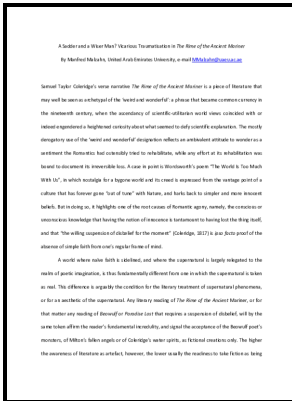 A Sadder and a Wiser Man? Vicarious Traumatisation in The Rime of the Ancient Mariner
By Manfred Malzahn, United Arab Emirates University, e-mail MMalzahn@uaeu.ac.ae
Samuel Taylor Coleridge's verse narrative The Rime of the Ancient Mariner is a piece of literature that
may well be seen as archetypal of the 'weird and wonderful': a phrase that became common currency in
the nineteenth century, when the ascendency of scientific-utilitarian world views coincided with or
indeed engendered a heightened curiosity about what seemed to defy scientific explanation. The mostly
derogatory use of the 'weird and wonderful' designation reflects an ambivalent attitude to wonder as a
sentiment the Romantics had ostensibly tried to rehabilitate, while any effort at its rehabilitation was
bound to document its irreversible loss. A case in point is Wordsworth's poem "The World Is Too Much
With Us", in which nostalgia for bygone world and its creed is expressed from the vantage point of a
culture that has forever gone "out of tune" with Nature, and harks back to simpler and more innocent
beliefs. But in doing so, it highlights one of the root causes of Romantic agony, namely, the conscious or
unconscious knowledge that having the notion of innocence is tantamount to having lost the thing itself,
and that "the willing suspension of disbelief for the moment" (Coleridge, 1817) is ipso facto proof of the
absence of simple faith from one's regular frame of mind.
A world where naïve faith is sidelined, and where the supernatural is largely relegated to the
realm of poetic imagination, is thus fundamentally different from one in which the supernatural is taken
as real. This difference is arguably the condition for the literary treatment of supernatural phenomena,
or for an aesthetic of the supernatural. Any literary reading of The Rime of the Ancient Mariner, or for
that matter any reading of Beowulf or Paradise Lost that requires a suspension of disbelief, will by the
same token affirm the reader's fundamental incredulity, and signal the acceptance of the Beowulf poet's
monsters, of Milton's fallen angels or of Coleridge's water spirits, as fictional creations only. The higher
the awareness of literature as artefact, however, the lower usually the readiness to take fiction as being